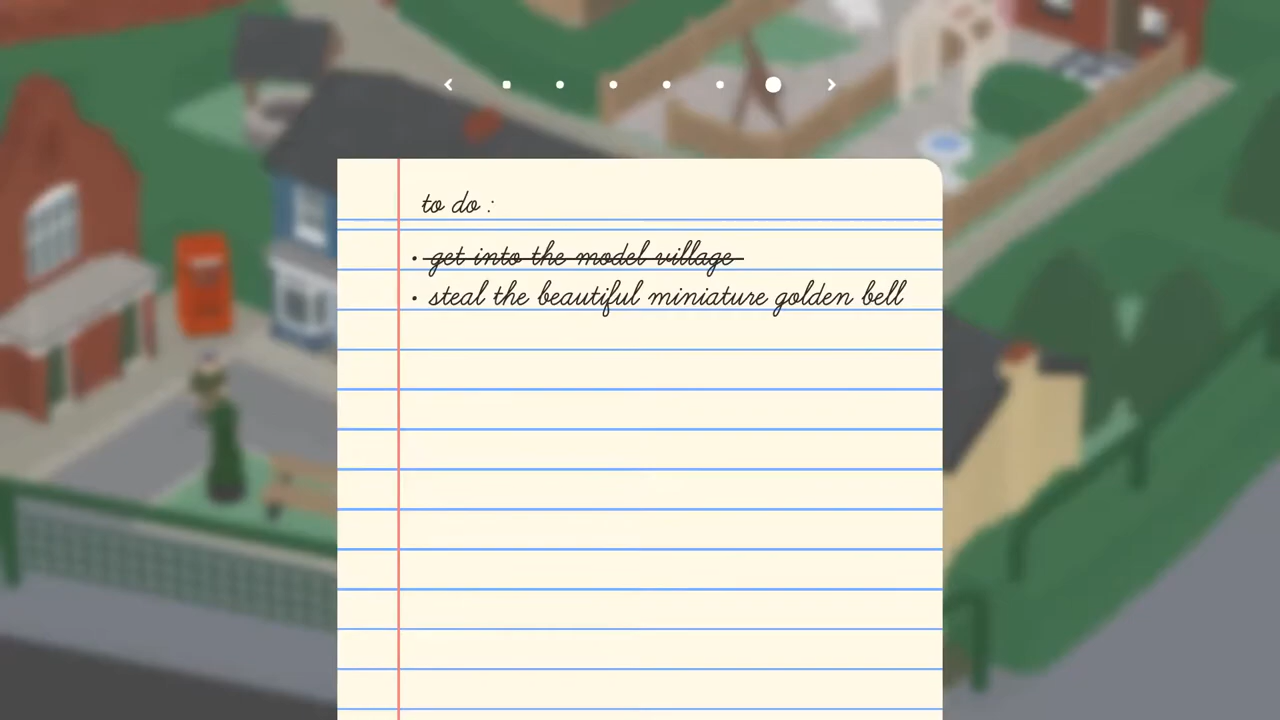 to do :
• get into the model village
• steal the beautiful miniature golden bell